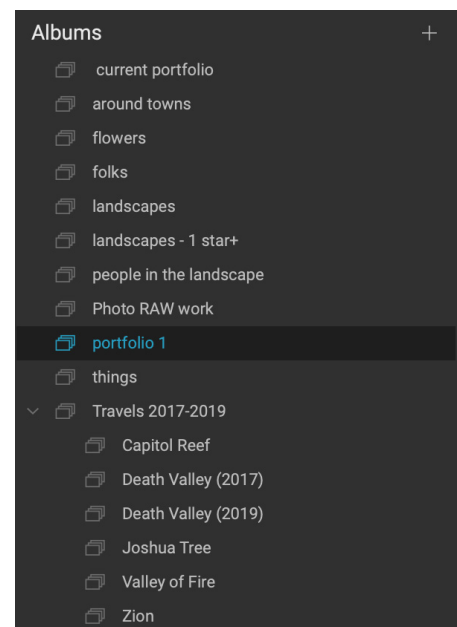 Albums
current portfolio
around towns
flowers
folks
landscapes
landscapes - 1 star+
people in the landscape
Photo RAW work
portfolio 1
things
Travels 2017-2019
Capitol Reef
Death Valley (2017)
Death Valley (2019)
Joshua Tree
Valley of Fire
Zion